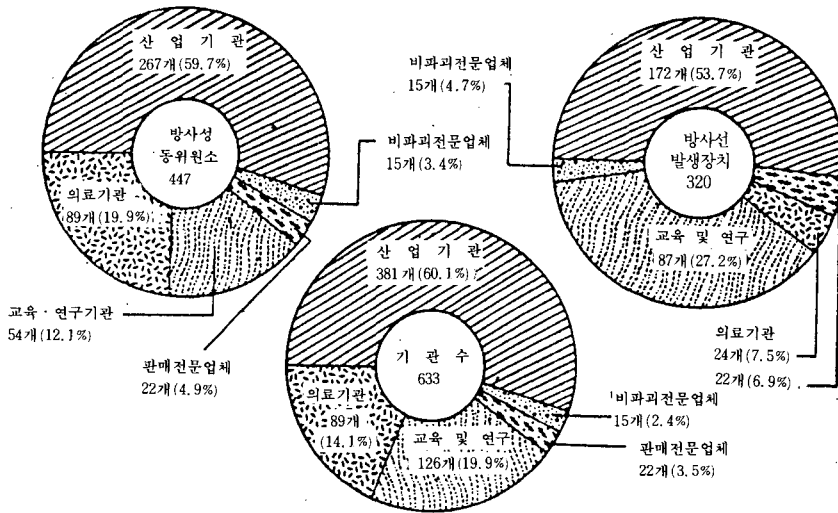 산 업 기 관
267개(59.7%)
방사성
동위원소
447
의료기관
89개(19.9%)
교육·연구기관
54개(12.1%)
판매전문업체
22개(4.9%)
비파괴전문업체
15개(3.4%)
비파괴전문업체
15개(4.7%)
산 업 기 관
172개(53.7%)
방사선
발생장치
320
교육 및 연구
87개(27.2%)
의료기관
24개(7.5%)
22개(6.9%)
산 업 기 관
381개(60.1%)
기 관 수
633
의료기관
89개
(14.1%)
교육 및 연구
126개(19.9%)
비파괴전문업체
15개(2.4%)
판매전문업체
22개(3.5%)